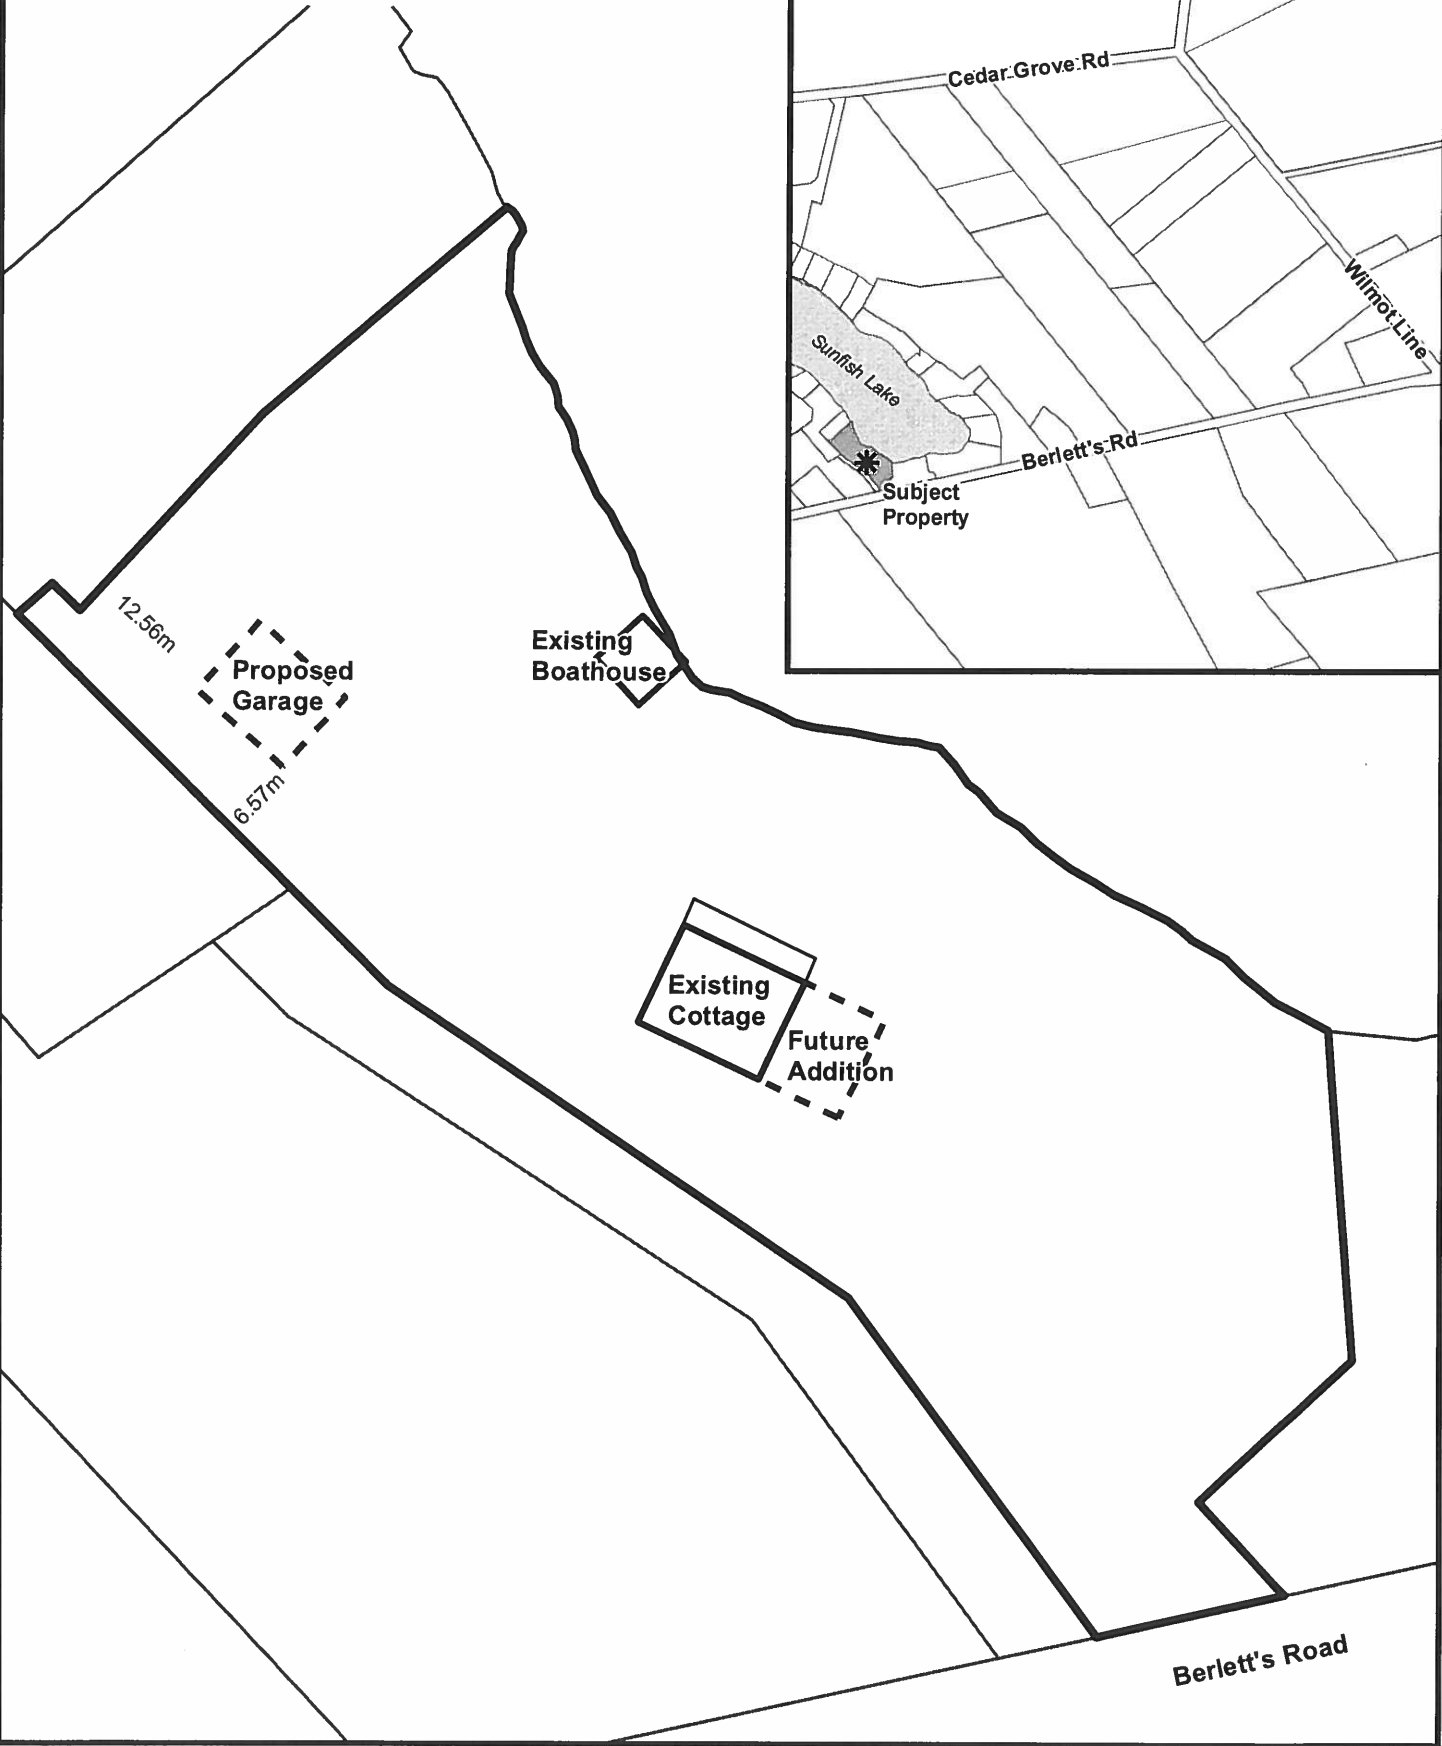 Cedar Grove Rd
Wilmot Line
Sunfish Lake
Berlett's Rd
Subject
Property
12.56m
Proposed
Garage
6.57m
Existing
Boathouse
Existing
Cottage
Future
Addition
Berlett's Road